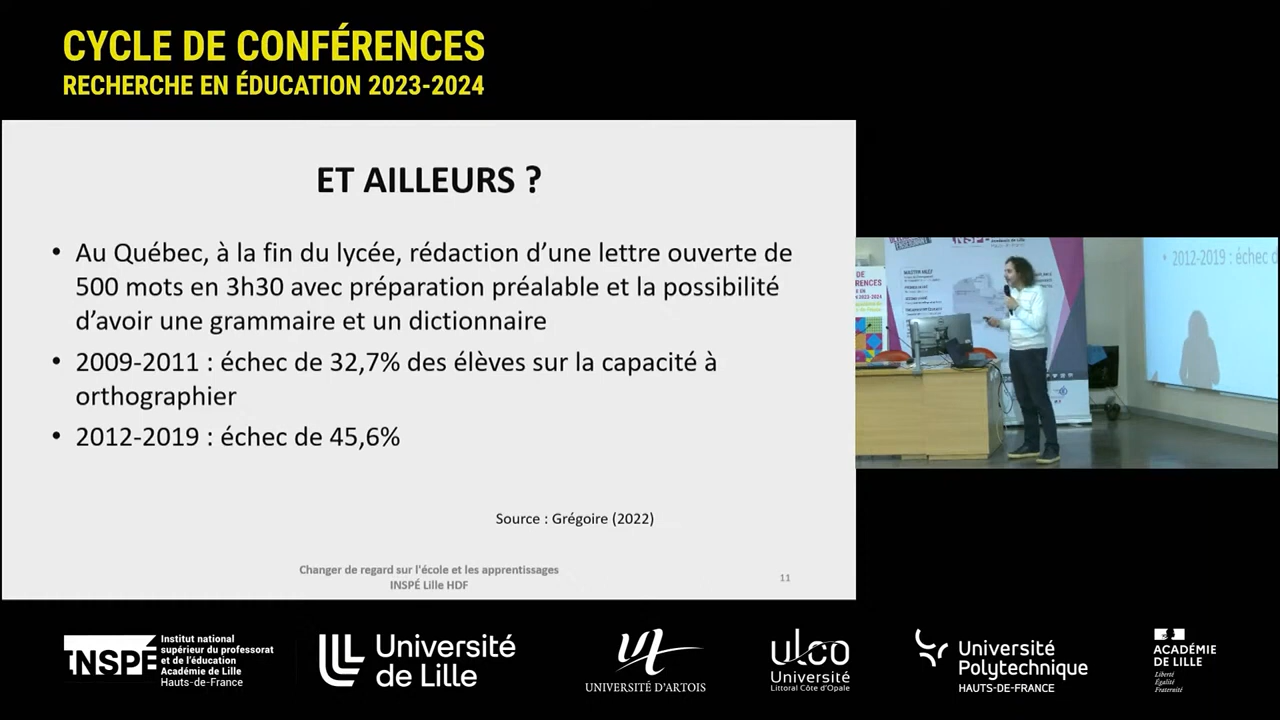 CYCLE DE CONFÉRENCES
RECHERCHE EN ÉDUCATION 2023-2024
ET AILLEURS ?
• Au Québec, à la fin du lycée, rédaction d'une lettre ouverte de
500 mots en 3h30 avec préparation préalable et la possibilité
d'avoir une grammaire et un dictionnaire
• 2009-2011 : échec de 32,7% des élèves sur la capacité à
orthographier
• 2012-2019 : échec de 45,6%
Source : Grégoire (2022)
Changer de regard sur l'école et les apprentissages
INSPÉ Lille HDF
11
• 2012-2019 : échec d
INSPÉ
Institut national
supérieur du professorat
et de l'éducation
Académie de Lille
Hauts-de-France
Université
de Lille
UNIVERSITÉ D'ARTOIS
ulco
Université
Littoral Côte d'Opale
Université
Polytechnique
HAUTS-DE-FRANCE
ACADÉMIE
DE LILLE
Liberté
Égalité
Fraternité